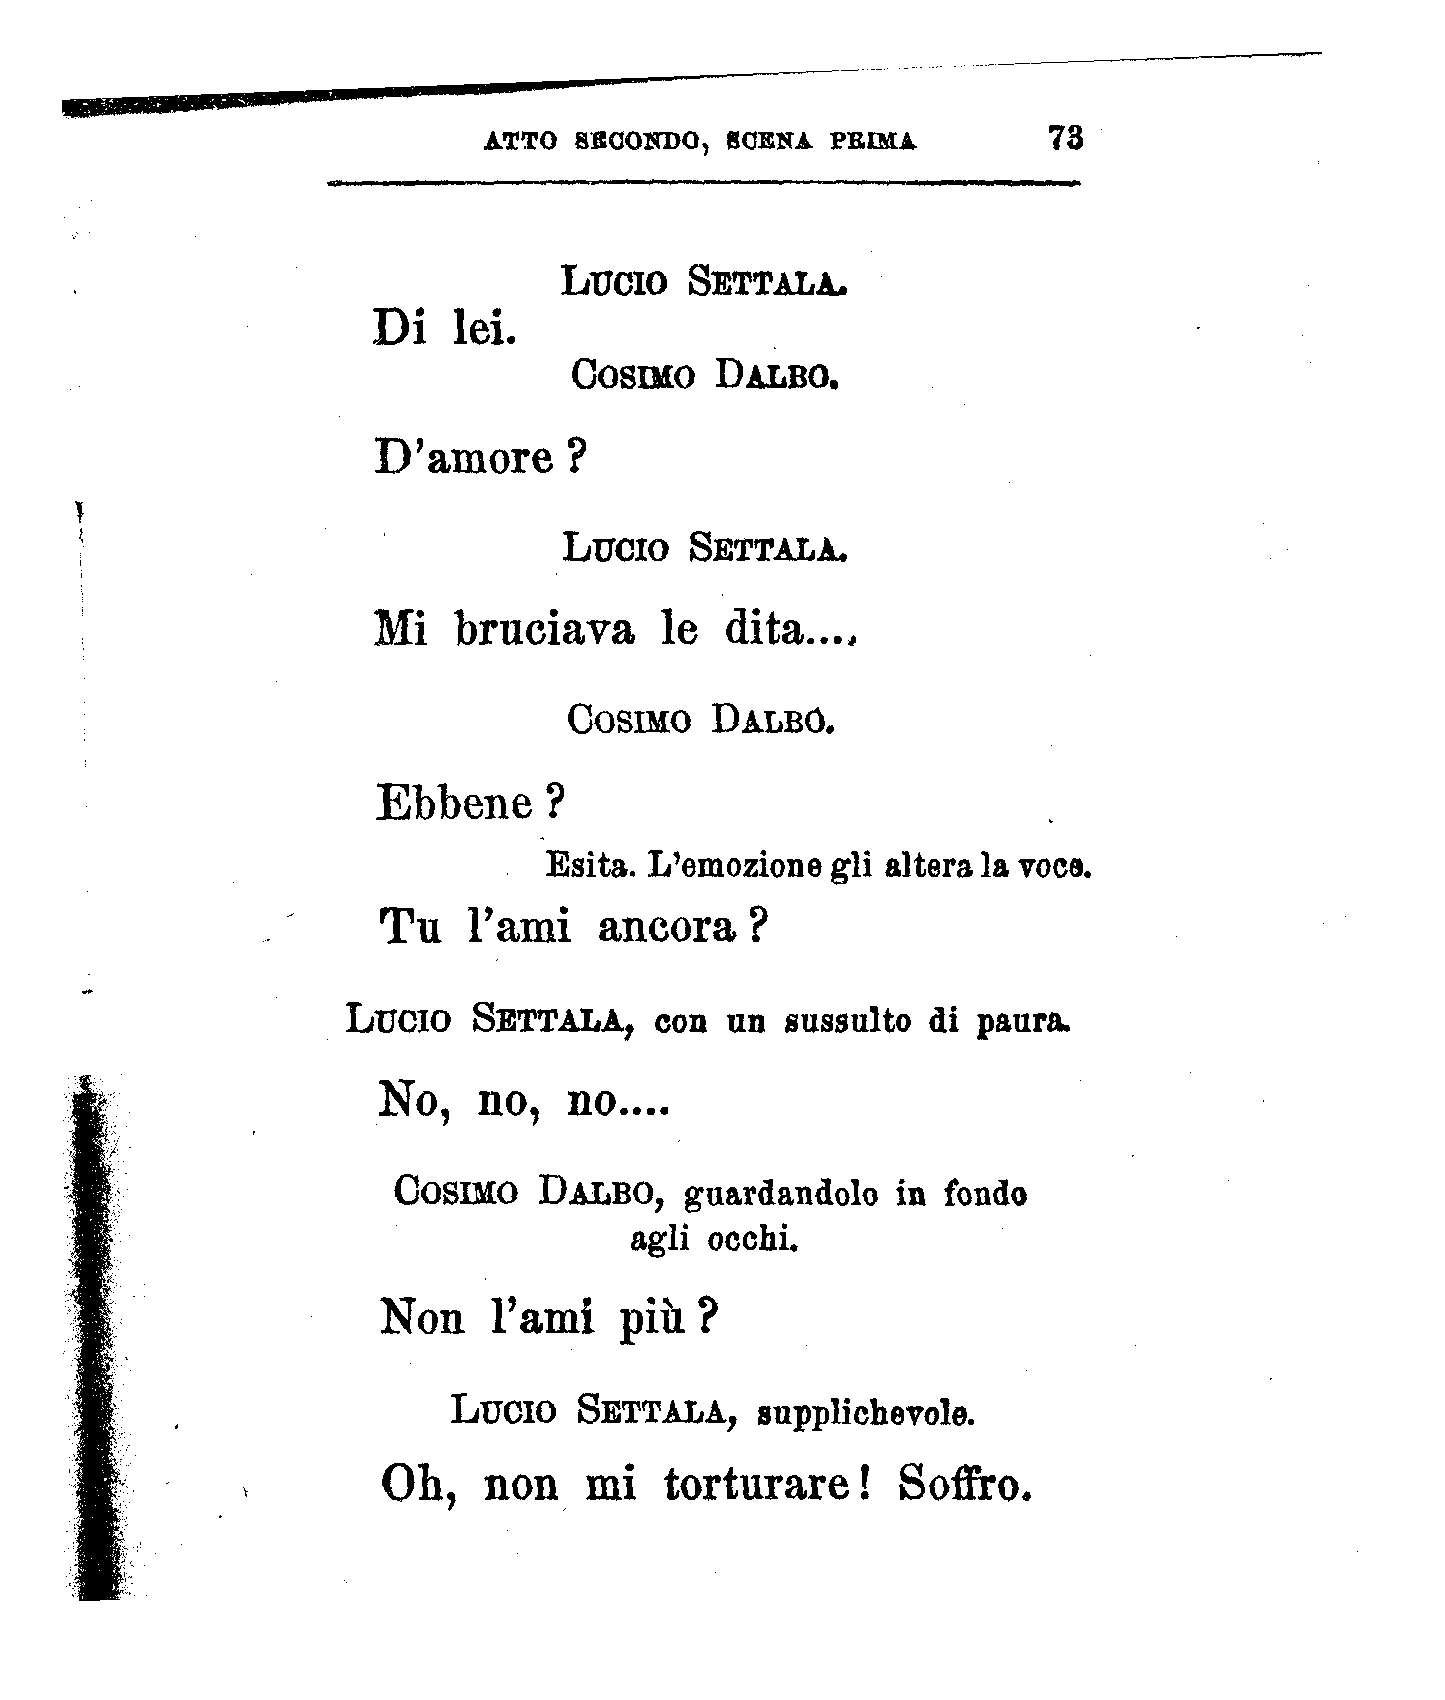 ATTO SECONDO, SCENA PRIMA 73
LUCIO SETTALA.
Di lei.
COSIMO DALBO.
D'amore?
LUCIO SETTALA.
Mi bruciava le dita....
COSIMO DALBO.
Ebbene?
Esita. L'emozione gli altera la voce.
Tu l'ami ancora?
LUCIO SETTALA, con un sussulto di paura.
No, no, no....
COSIMO DALBO, guardandolo in fondo
agli occhi.
Non l'ami più?
LUCIO SETTALA, supplichevole.
Oh, non mi torturare! Soffro.